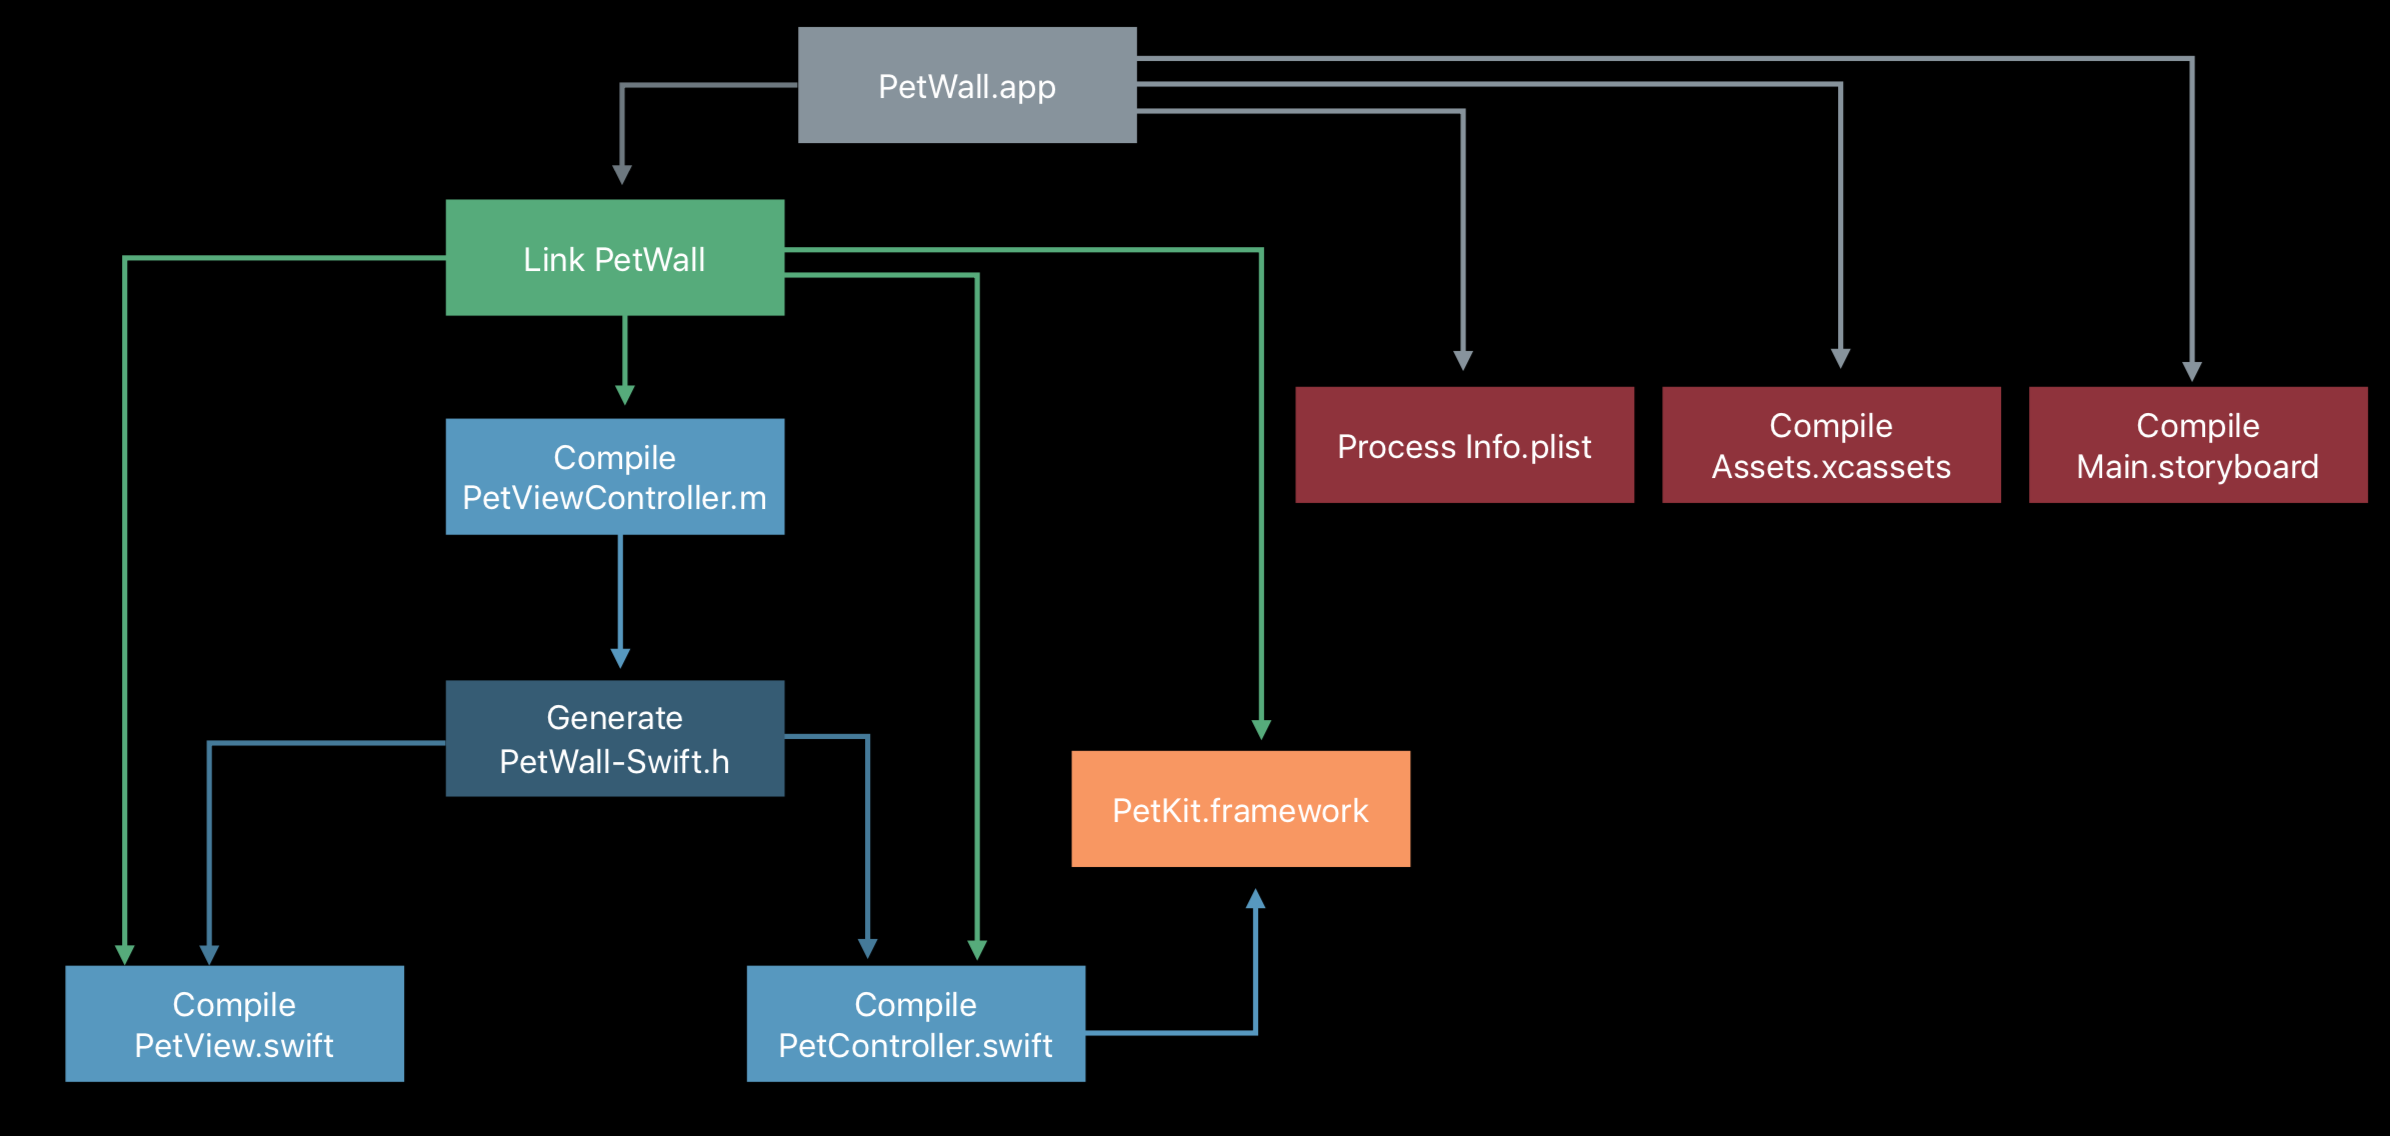 PetWall.app
Link PetWall
Compile
PetViewController.m
Process Info.plist
Compile
Assets.xcassets
Compile
Main.storyboard
Generate
PetWall-Swift.h
PetKit.framework
Compile
PetView.swift
Compile
PetController.swift